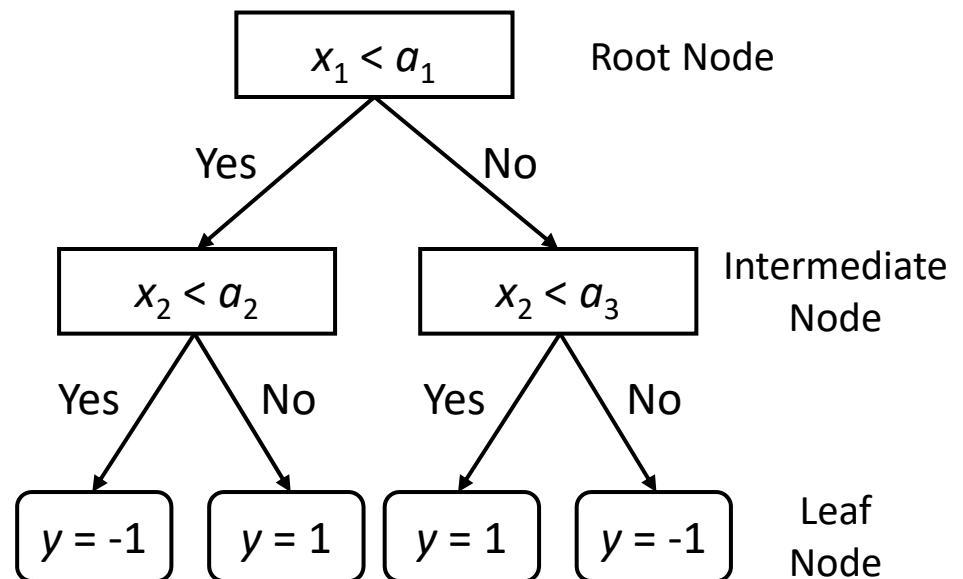 x₁ < a₁
Root Node
Yes
No
x₂ < a₂
x₂ < a₃
Intermediate
Node
Yes
No
Yes
No
y = -1
y = 1
y = 1
y = -1
Leaf
Node